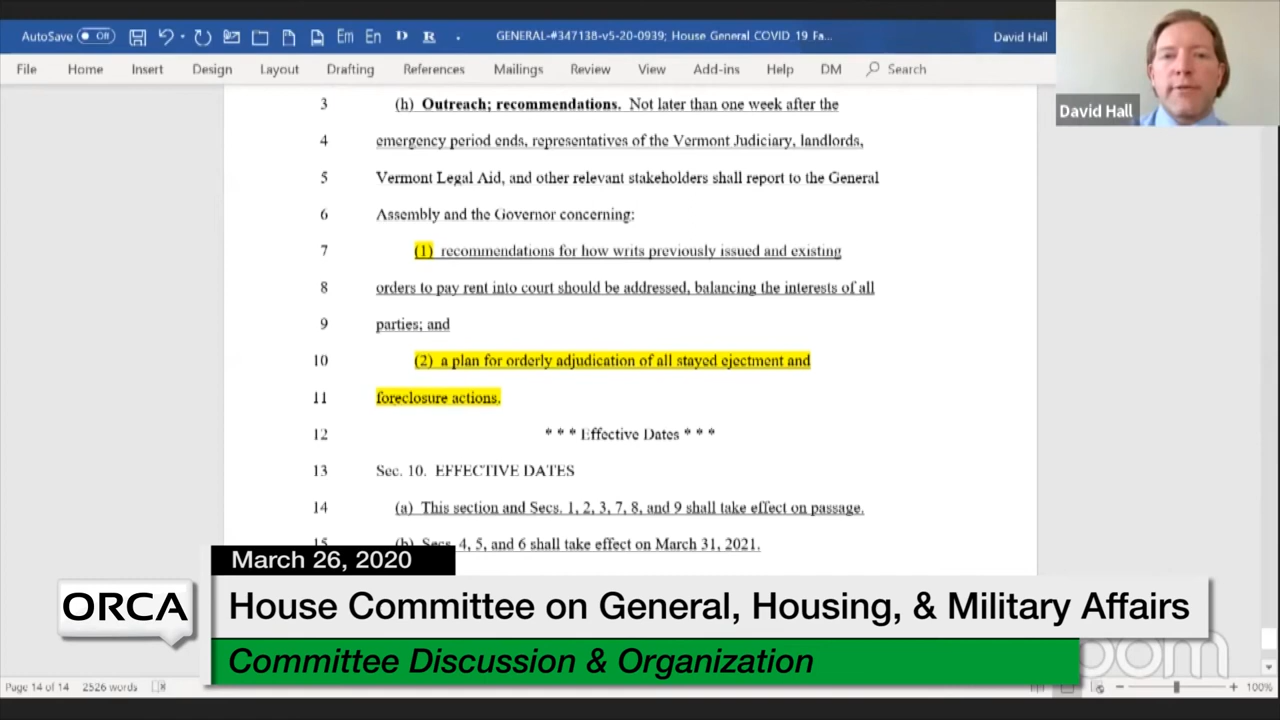 AutoSave Off Em En D R GENERAL-#347138-v5-20-0939; House General COVID 19 Fa... David Hall
File Home Insert Design Layout Drafting References Mailings Review View Add-ins Help DM Search
David Hall
3 (h) Outreach; recommendations. Not later than one week after the
4 emergency period ends, representatives of the Vermont Judiciary, landlords,
5 Vermont Legal Aid, and other relevant stakeholders shall report to the General
6 Assembly and the Governor concerning:
7 (1) recommendations for how writs previously issued and existing
8 orders to pay rent into court should be addressed, balancing the interests of all
9 parties; and
10 (2) a plan for orderly adjudication of all stayed ejectment and
11 foreclosure actions.
12 * * * Effective Dates * * *
13 Sec. 10. EFFECTIVE DATES
14 (a) This section and Secs. 1, 2, 3, 7, 8, and 9 shall take effect on passage.
15 (b) Secs. 4, 5, and 6 shall take effect on March 31, 2021.
March 26, 2020
ORCA
House Committee on General, Housing, & Military Affairs
Committee Discussion & Organization
Page 14 of 14 2526 words 100%